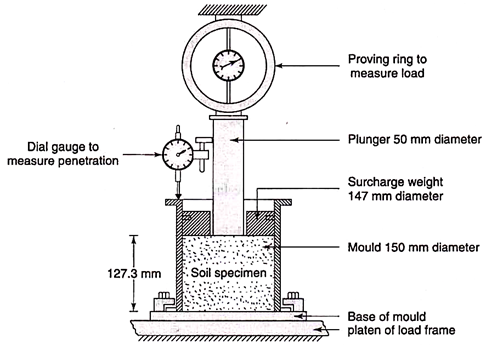 Proving ring to
measure load
Dial gauge to
measure penetration
Plunger 50 mm diameter
Surcharge weight
147 mm diameter
Mould 150 mm diameter
127.3 mm
Soil specimen
Base of mould
platen of load frame